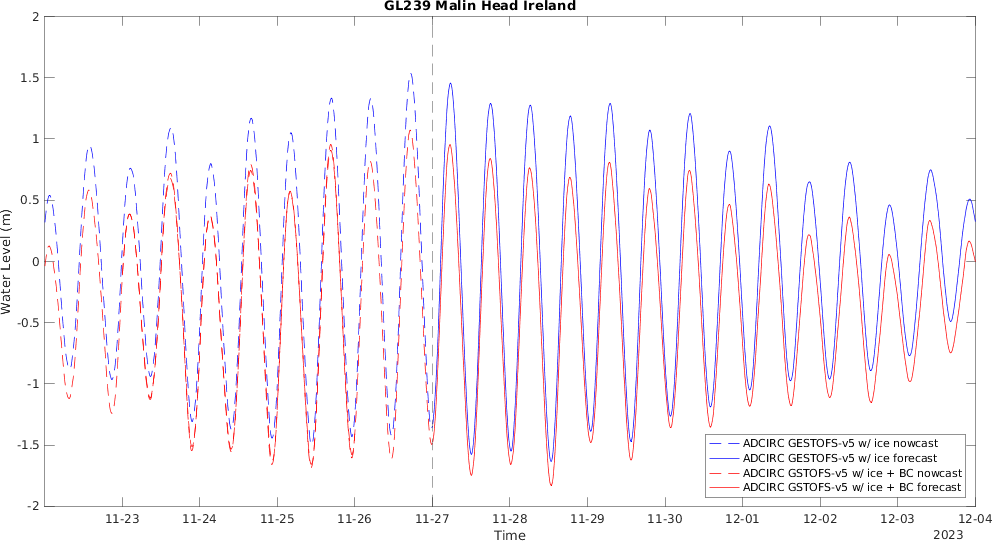 GL239 Malin Head Ireland
2
1.5
1
0.5
0
-0.5
-1
-1.5
-2
Water Level (m)
ADCIRC GESTOFS-v5 w/ ice nowcast
ADCIRC GESTOFS-v5 w/ ice forecast
ADCIRC GSTOFS-v5 w/ ice + BC nowcast
ADCIRC GSTOFS-v5 w/ ice + BC forecast
11-23 11-24 11-25 11-26 11-27 11-28 11-29 11-30 12-01 12-02 12-03 12-04
Time
2023